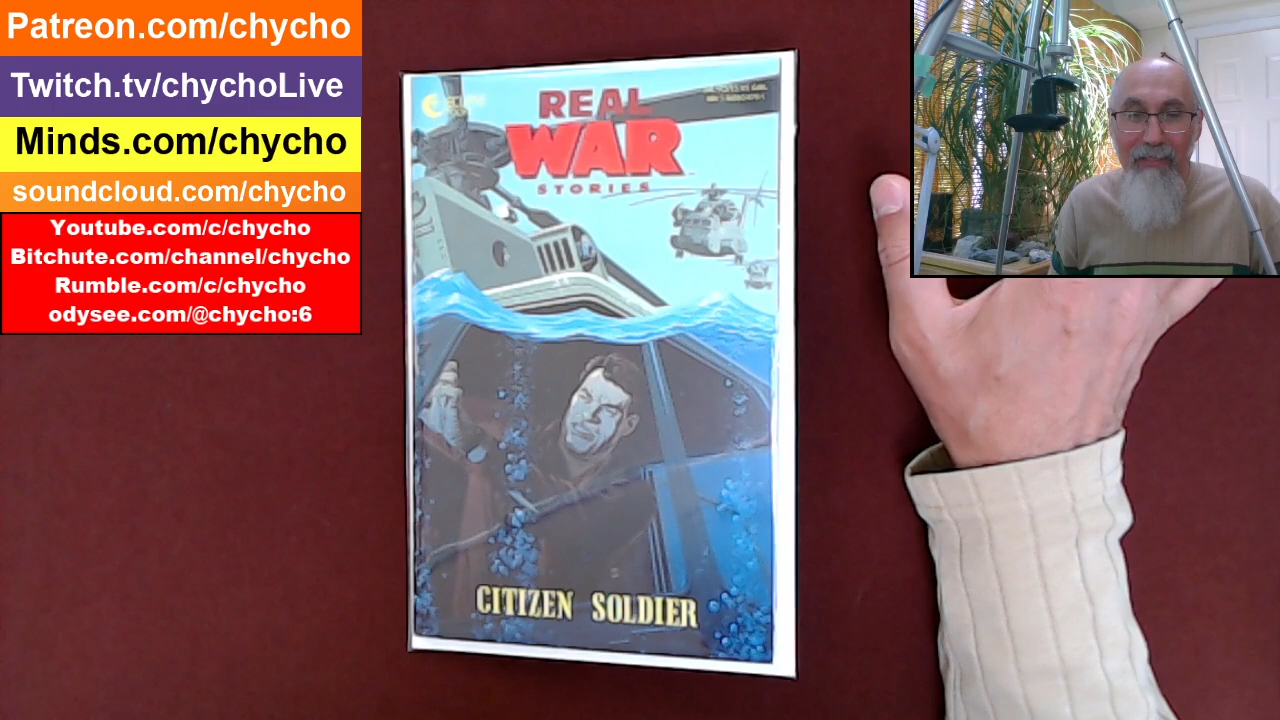 Patreon.com/chycho
Twitch.tv/chychoLive
Minds.com/chycho
soundcloud.com/chycho
Youtube.com/c/chycho
Bitchute.com/channel/chycho
Rumble.com/c/chycho
odysee.com/@chycho:6
REAL
WAR
STORIES
CITIZEN SOLDIER